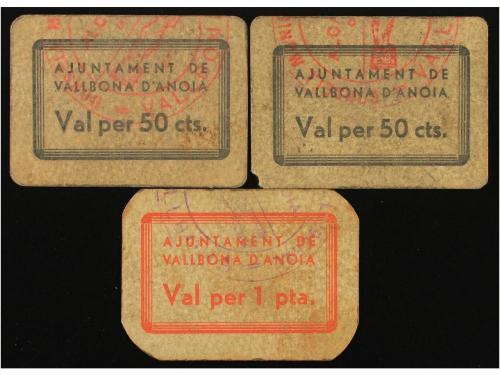 AJUNTAMENT DE
VALLBONA D'ANOIA
Val per 50 cts.
AJUNTAMENT DE
VALLBONA D'ANOIA
Val per 50 cts.
AJUNTAMENT DE
VALLBONA D'ANOIA
Val per 1 pta.